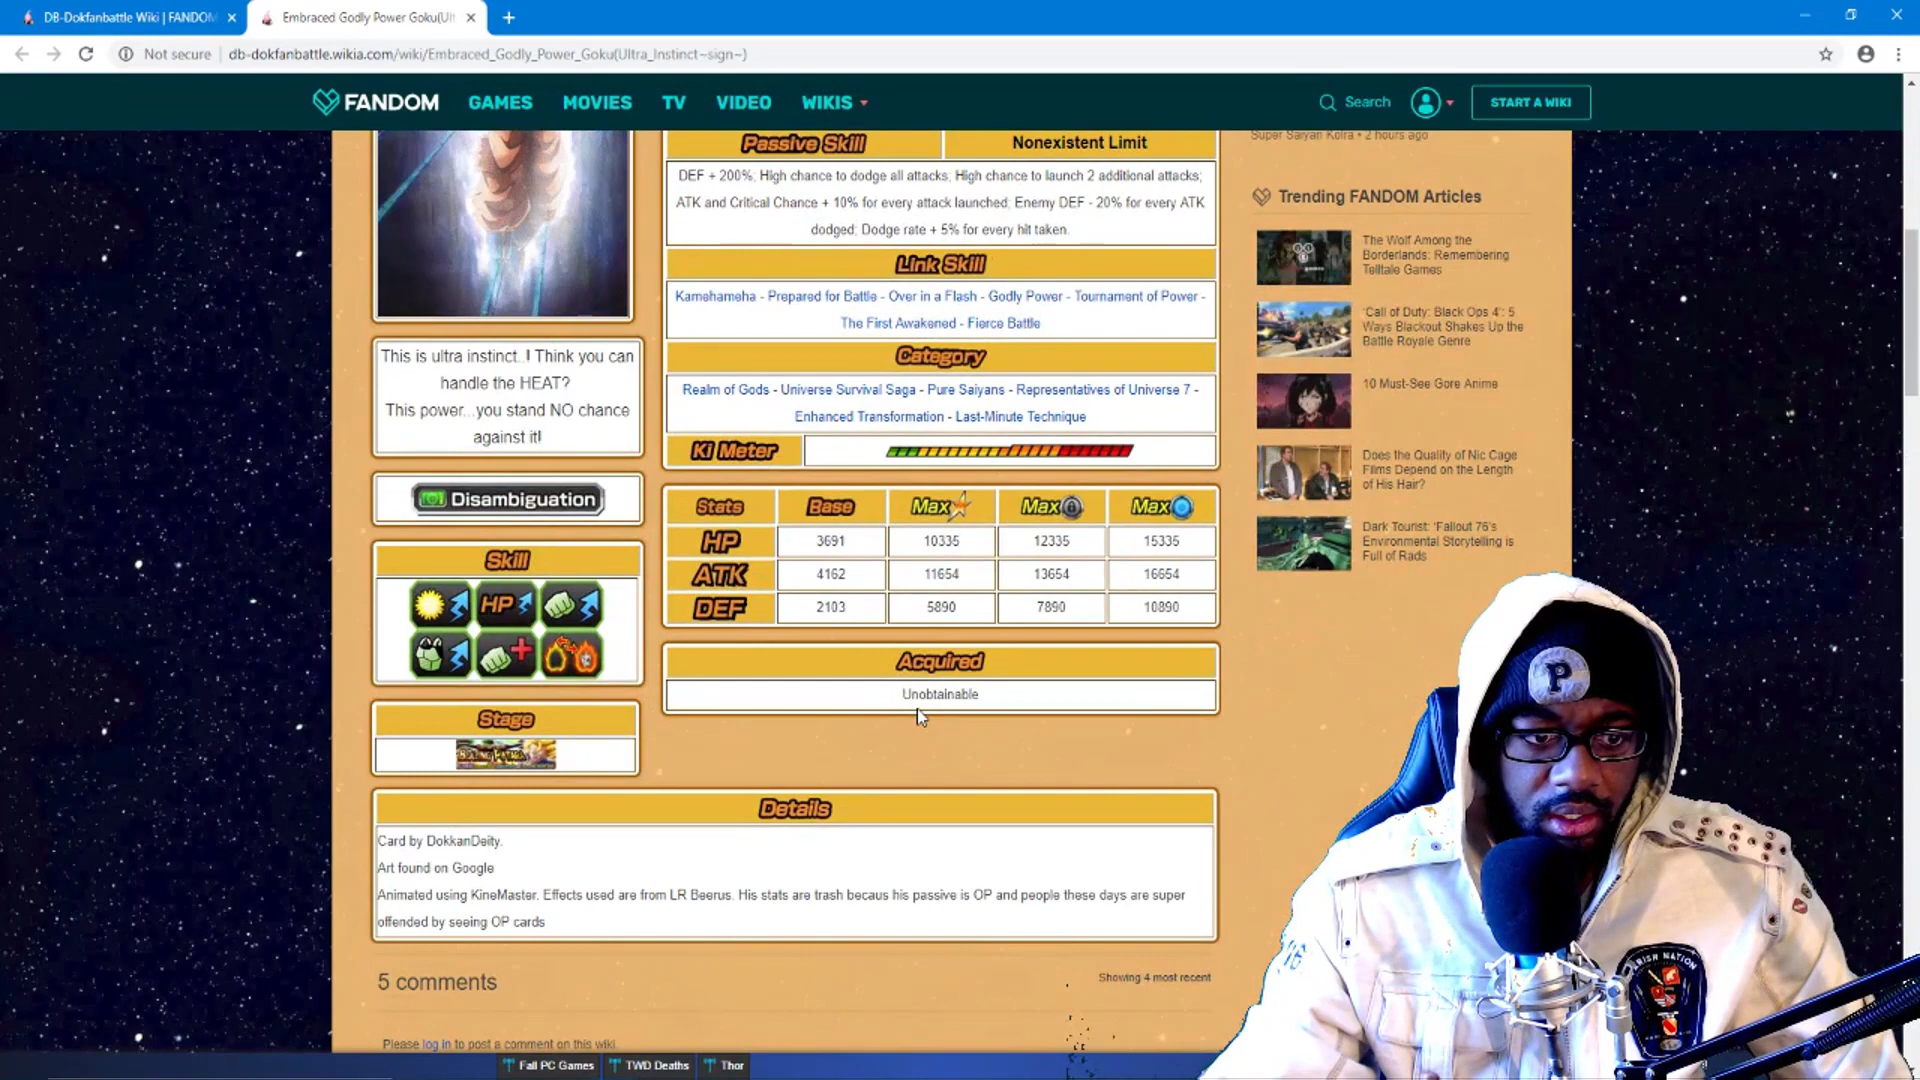 DB-Dokfanbattle Wiki | FANDOM
Embraced Godly Power Goku(Ult
Not secure
db-dokfanbattle.wikia.com/wiki/Embraced_Godly_Power_Goku(Ultra_Instinct~sign~)
FANDOM GAMES MOVIES TV VIDEO WIKIS
Search
START A WIKI
Super Saiyan Kolra • 2 hours ago
Passive Skill
Nonexistent Limit
DEF + 200%; High chance to dodge all attacks; High chance to launch 2 additional attacks;
ATK and Critical Chance + 10% for every attack launched; Enemy DEF - 20% for every ATK
dodged; Dodge rate + 5% for every hit taken.
Link Skill
Kamehameha - Prepared for Battle - Over in a Flash - Godly Power - Tournament of Power -
The First Awakened - Fierce Battle
Category
Realm of Gods - Universe Survival Saga - Pure Saiyans - Representatives of Universe 7 -
Enhanced Transformation - Last-Minute Technique
Ki Meter
This is ultra instinct..! Think you can
handle the HEAT?
This power...you stand NO chance
against it!
Disambiguation
Skill
HP
Stage
Stats Base Max Max Max
HP 3691 10335 12335 15335
ATK 4162 11654 13654 16654
DEF 2103 5890 7890 10890
Acquired
Unobtainable
Details
Card by DokkanDeity.
Art found on Google
Animated using KineMaster. Effects used are from LR Beerus. His stats are trash becaus his passive is OP and people these days are super
offended by seeing OP cards
5 comments
Showing 4 most recent
Please log in to post a comment on this wiki.
Trending FANDOM Articles
The Wolf Among the
Borderlands: Remembering
Telltale Games
'Call of Duty: Black Ops 4': 5
Ways Blackout Shakes Up the
Battle Royale Genre
10 Must-See Gore Anime
Does the Quality of Nic Cage
Films Depend on the Length
of His Hair?
Dark Tourist: 'Fallout 76's
Environmental Storytelling is
Full of Rads
Fall PC Games
TWD Deaths
Thor
P